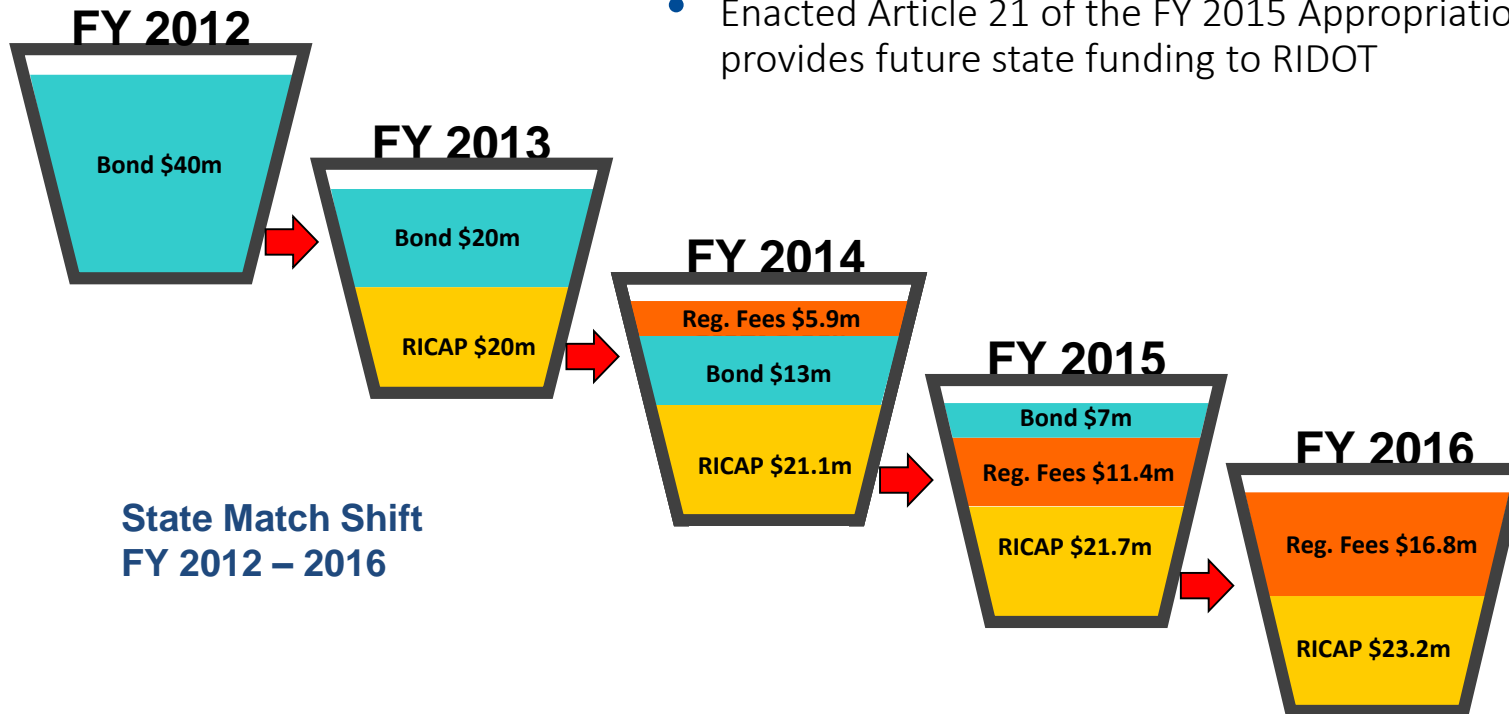 • Enacted Article 21 of the FY 2015
provides future state funding to RIDOT
FY 2012
Bond $40m
FY 2013
Bond $20m
RICAP $20m
FY 2014
Reg. Fees $5.9m
Bond $13m
RICAP $21.1m
FY 2015
Bond $7m
Reg. Fees $11.4m
RICAP $21.7m
FY 2016
Reg. Fees $16.8m
RICAP $23.2m
State Match Shift
FY 2012 – 2016